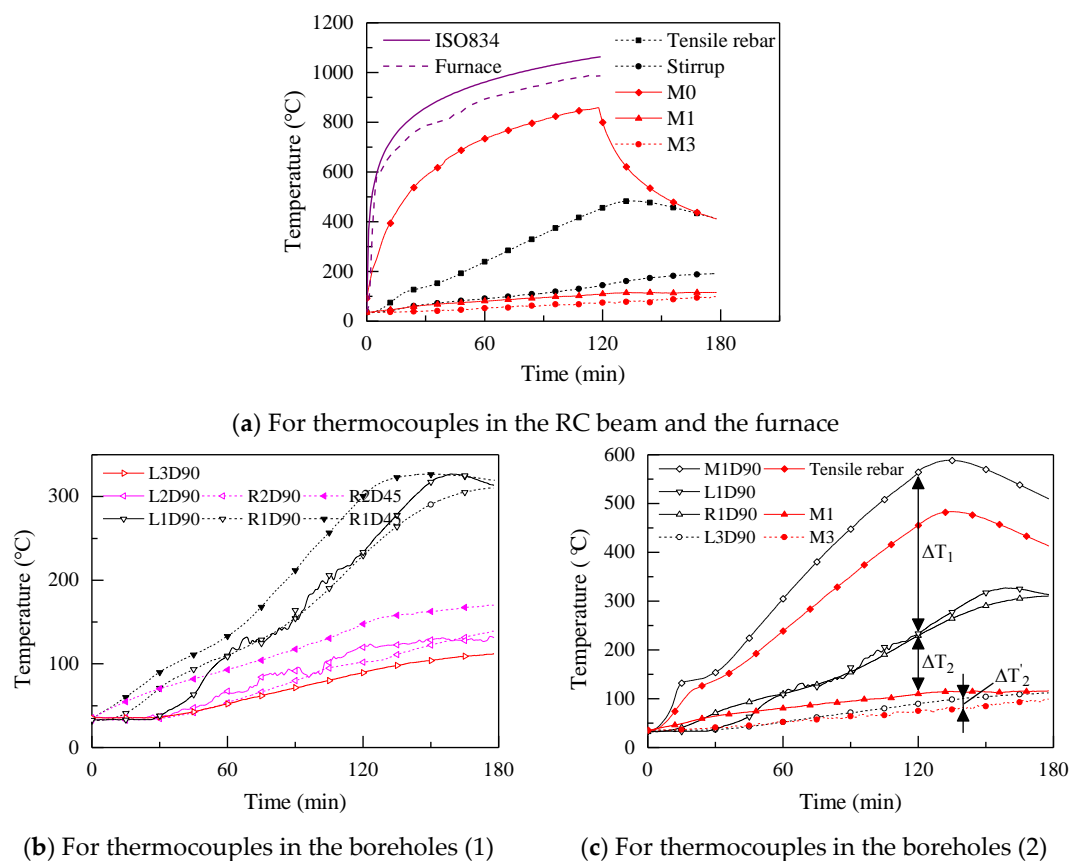 1200
1000
800
600
400
200
0
Temperature (°C)
ISO834
Furnace
Tensile rebar
Stirrup
M0
M1
M3
0 60 120 180
Time (min)
(a) For thermocouples in the RC beam and the furnace
300
200
100
0
Temperature (°C)
L3D90
L2D90 R2D90 R2D45
L1D90 R1D90 R1D45
0 60 120 180
Time (min)
(b) For thermocouples in the boreholes (1)
600
500
400
300
200
100
0
Temperature (°C)
M1D90 Tensile rebar
L1D90
R1D90 M1
L3D90 M3
ΔT1
ΔT2
ΔT'2
0 60 120 180
Time (min)
(c) For thermocouples in the boreholes (2)